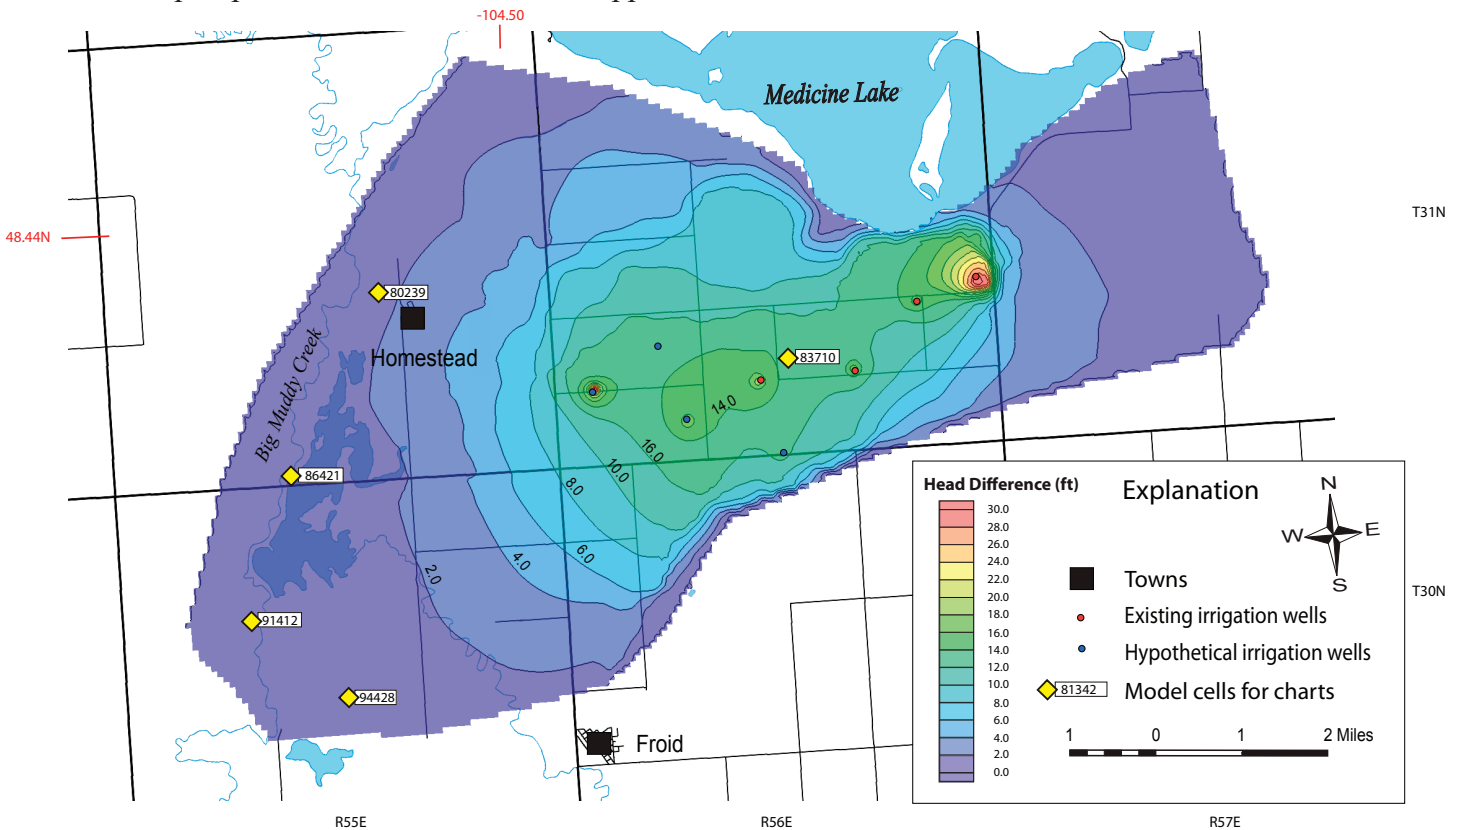 -104.50
Medicine Lake
T31N
48.44N
80239
Homestead
83710
Big Muddy Creek
14.0
16.0
10.0
8.0
86421
6.0
4.0
2.0
91412
94428
Froid
Head Difference (ft)
Explanation
30.0
28.0
26.0
24.0
22.0
20.0
18.0
16.0
14.0
12.0
10.0
8.0
6.0
4.0
2.0
0.0
N
W
E
S
Towns
Existing irrigation wells
Hypothetical irrigation wells
81342
Model cells for charts
1 0 1 2 Miles
T30N
R55E
R56E
R57E